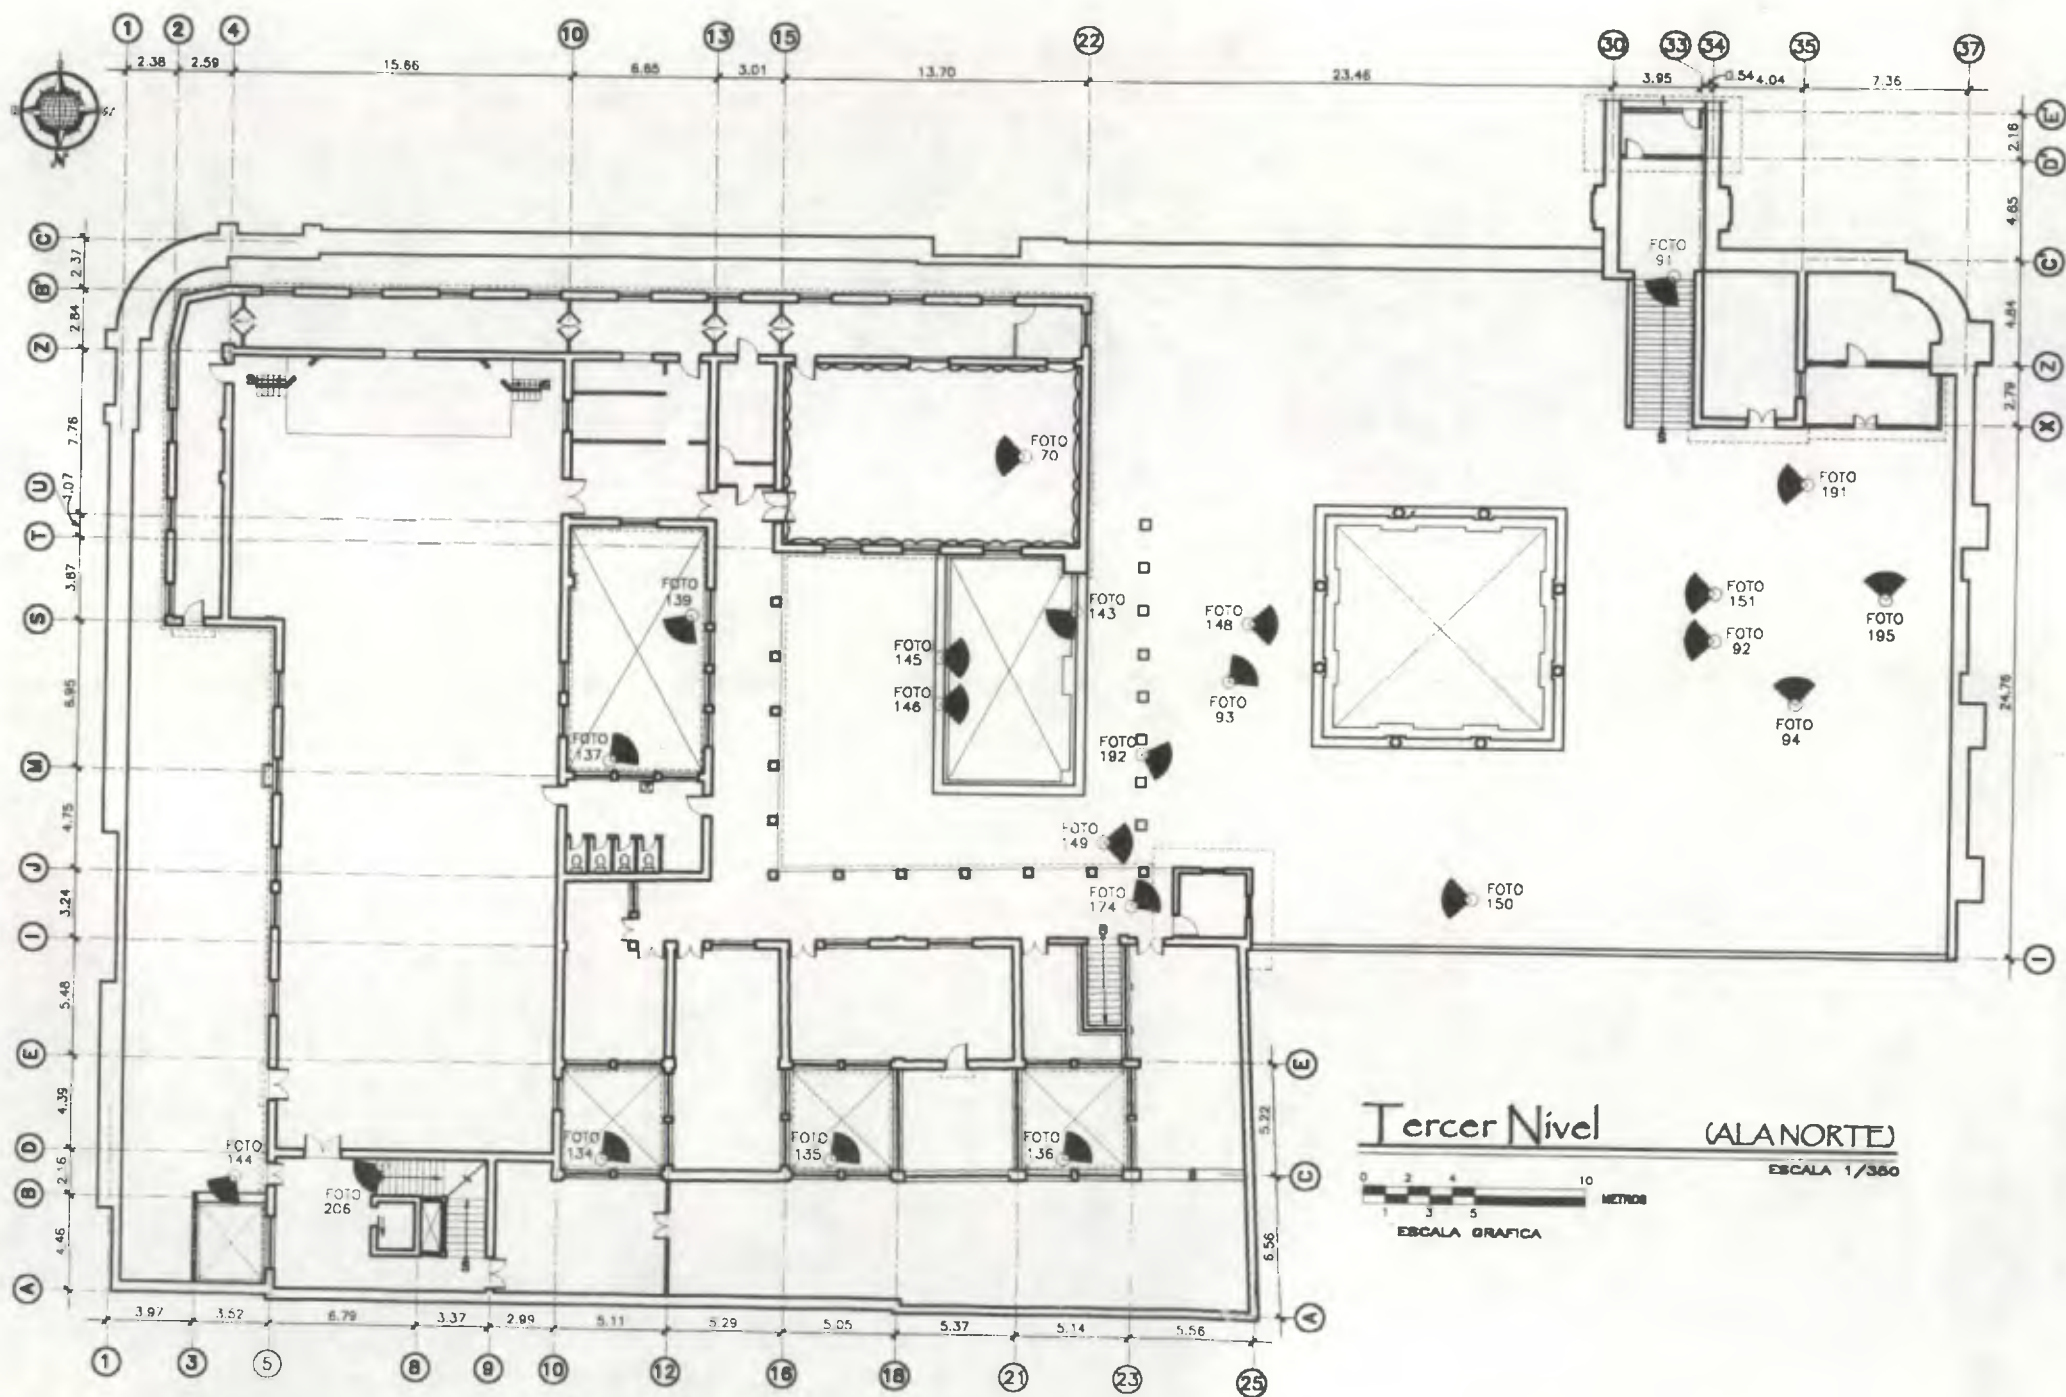 1 2 4 10 13 15 22 30 33 34 35 37
2.38 2.59 15.66 6.65 3.01 13.70 23.46 3.95 0.54 4.04 7.36
N
E'
2.16
D'
4.65
C'
4.84
Z
2.79
X
24.76
I
C'
2.37
B'
2.84
Z
7.76
U
1.07
T
3.87
S
6.95
M
4.75
J
3.24
I
5.48
E
4.39
D
2.16
B
4.46
A
FOTO
91
FOTO
70
FOTO
191
FOTO
139
FOTO
143
FOTO
148
FOTO
151
FOTO
92
FOTO
195
FOTO
145
FOTO
146
FOTO
93
FOTO
94
FOTO
137
FOTO
192
FOTO
149
FOTO
174
FOTO
150
B
S
FOTO
134
FOTO
135
FOTO
136
FOTO
144
FOTO
206
E
5.22
C
6.56
A
Tercer Nivel (ALA NORTE)
ESCALA 1/350
0 2 4 10
METROS
1 3 5
ESCALA GRAFICA
3.97 3.52 6.79 3.37 2.99 5.11 5.29 5.05 5.37 5.14 5.56
1 3 5 8 9 10 12 16 18 21 23 25